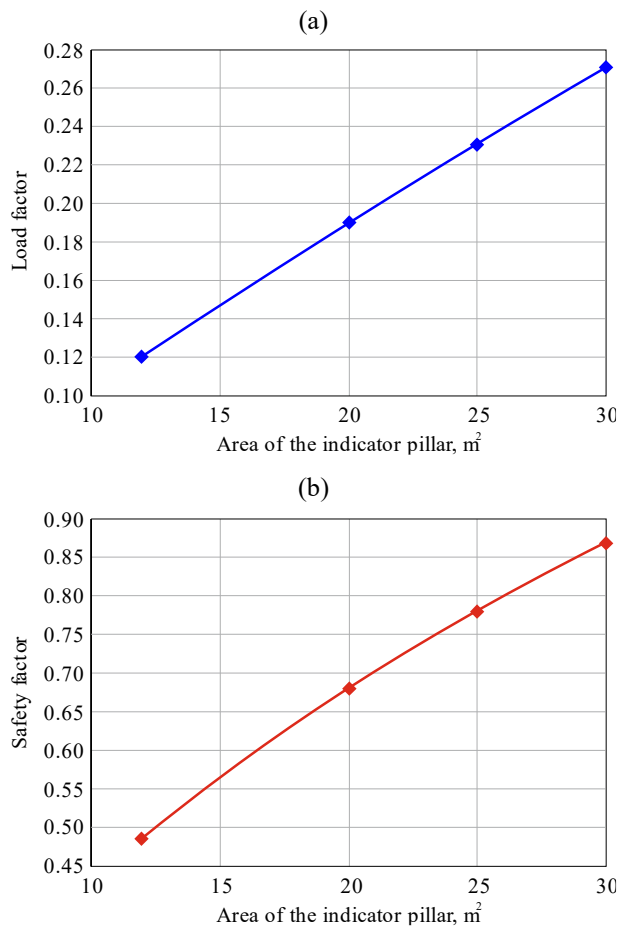 (a)
0.28
0.26
0.24
0.22
0.20
0.18
0.16
0.14
0.12
0.10
Load factor
10 15 20 25 30
Area of the indicator pillar, m²
(b)
0.90
0.85
0.80
0.75
0.70
0.65
0.60
0.55
0.50
0.45
Safety factor
10 15 20 25 30
Area of the indicator pillar, m²